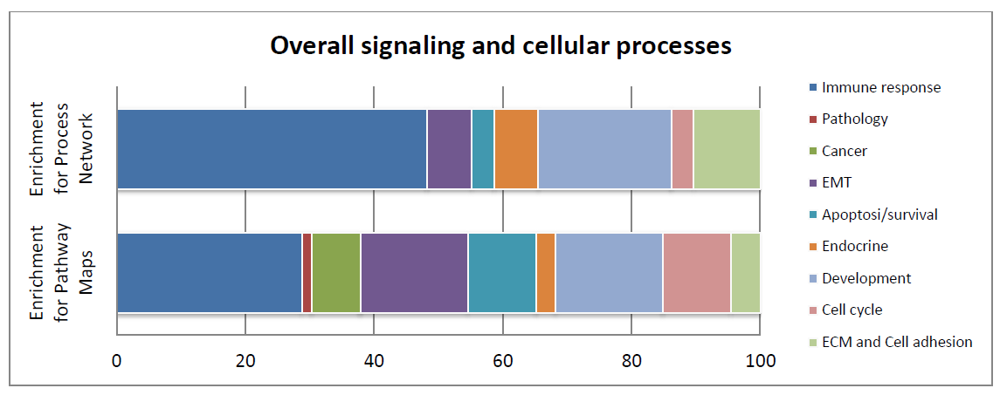 Overall signaling and cellular processes
Enrichment
for Process
Network
Enrichment
for Pathway
Maps
0 20 40 60 80 100
Immune response
Pathology
Cancer
EMT
Apoptosi/survival
Endocrine
Development
Cell cycle
ECM and Cell adhesion